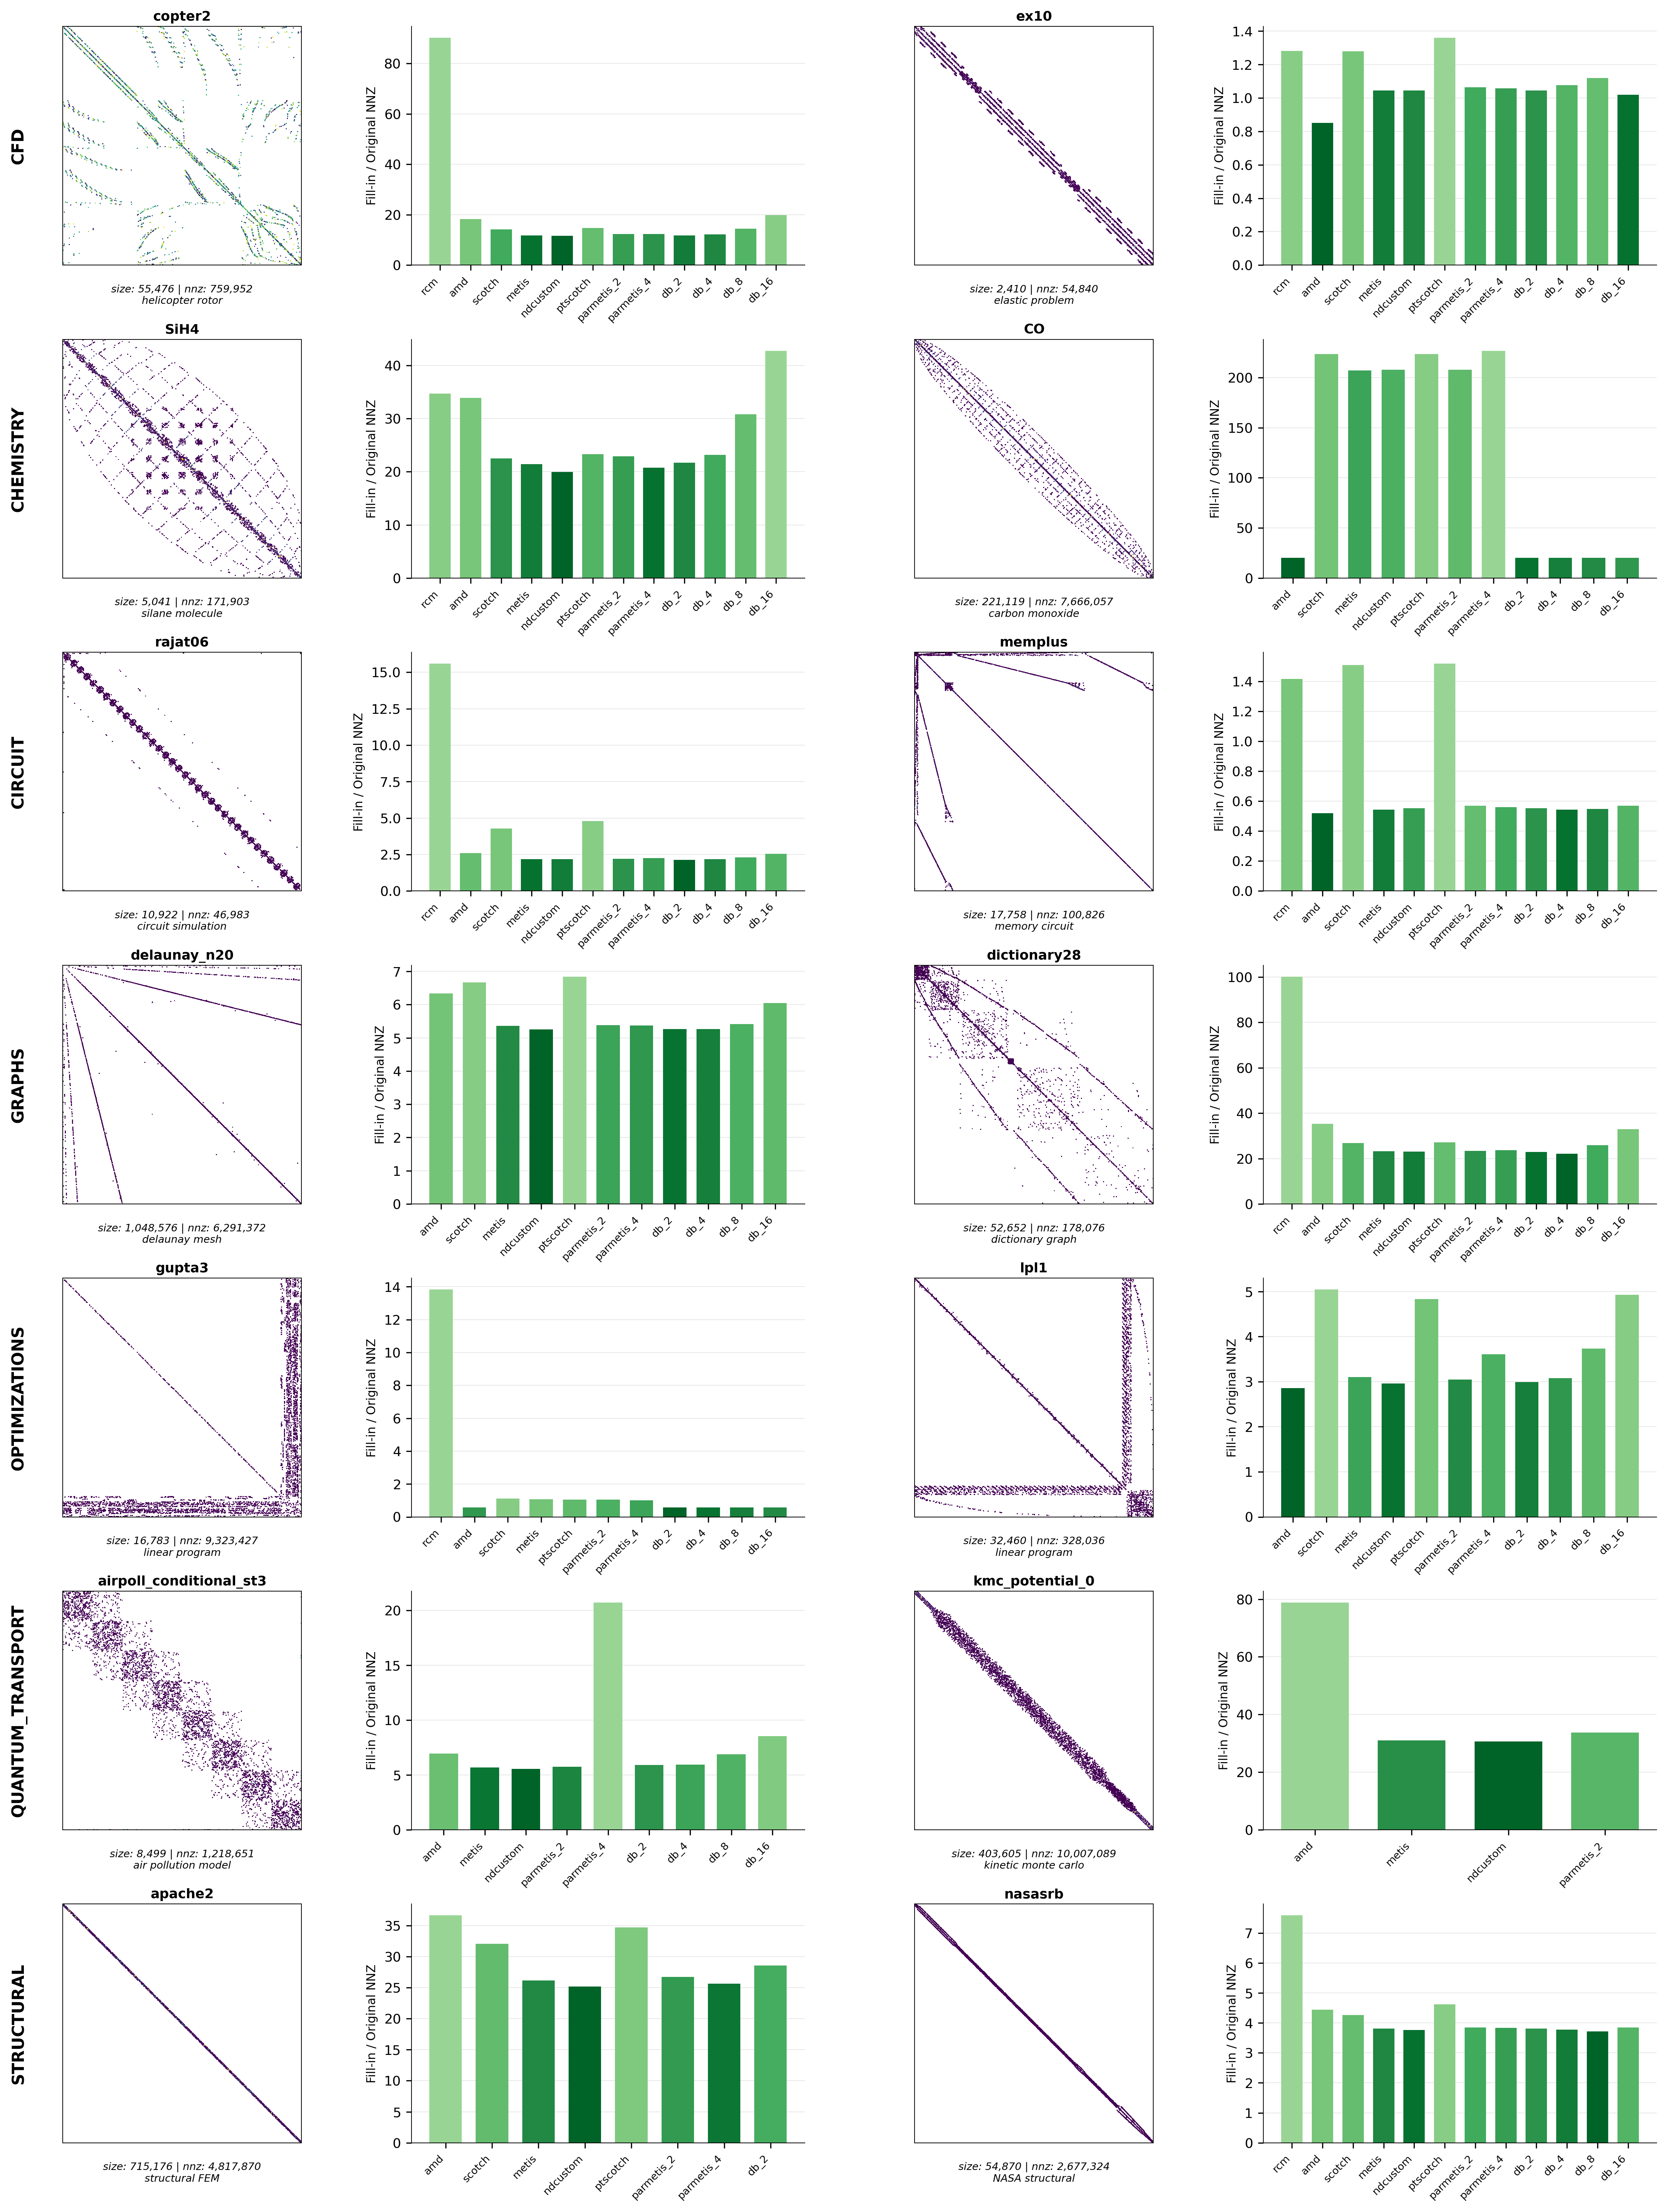 CFD
copter2
size: 55,476 | nnz: 759,952
helicopter rotor
Fill-in / Original NNZ
80
60
40
20
0
rcm
amd
scotch
metis
ndcustom
ptscotch
parmetis_2
parmetis_4
db_2
db_4
db_8
db_16
ex10
size: 2,410 | nnz: 54,840
elastic problem
Fill-in / Original NNZ
1.4
1.2
1.0
0.8
0.6
0.4
0.2
0.0
rcm
amd
scotch
metis
ndcustom
ptscotch
parmetis_2
parmetis_4
db_2
db_4
db_8
db_16
CHEMISTRY
SiH4
size: 5,041 | nnz: 171,903
silane molecule
Fill-in / Original NNZ
40
30
20
10
0
rcm
amd
scotch
metis
ndcustom
ptscotch
parmetis_2
parmetis_4
db_2
db_4
db_8
db_16
CO
size: 221,119 | nnz: 7,666,057
carbon monoxide
Fill-in / Original NNZ
200
150
100
50
0
amd
scotch
metis
ndcustom
ptscotch
parmetis_2
parmetis_4
db_2
db_4
db_8
db_16
CIRCUIT
rajat06
size: 10,922 | nnz: 46,983
circuit simulation
Fill-in / Original NNZ
15.0
12.5
10.0
7.5
5.0
2.5
0.0
rcm
amd
scotch
metis
ndcustom
ptscotch
parmetis_2
parmetis_4
db_2
db_4
db_8
db_16
memplus
size: 17,758 | nnz: 100,826
memory circuit
Fill-in / Original NNZ
1.4
1.2
1.0
0.8
0.6
0.4
0.2
0.0
rcm
amd
scotch
metis
ndcustom
ptscotch
parmetis_2
parmetis_4
db_2
db_4
db_8
db_16
GRAPHS
delaunay_n20
size: 1,048,576 | nnz: 6,291,372
delaunay mesh
Fill-in / Original NNZ
7
6
5
4
3
2
1
0
amd
scotch
metis
ndcustom
ptscotch
parmetis_2
parmetis_4
db_2
db_4
db_8
db_16
dictionary28
size: 52,652 | nnz: 178,076
dictionary graph
Fill-in / Original NNZ
100
80
60
40
20
0
rcm
amd
scotch
metis
ndcustom
ptscotch
parmetis_2
parmetis_4
db_2
db_4
db_8
db_16
OPTIMIZATIONS
gupta3
size: 16,783 | nnz: 9,323,427
linear program
Fill-in / Original NNZ
14
12
10
8
6
4
2
0
rcm
amd
scotch
metis
ptscotch
parmetis_2
parmetis_4
db_2
db_4
db_8
db_16
lpl1
size: 32,460 | nnz: 328,036
linear program
Fill-in / Original NNZ
5
4
3
2
1
0
amd
scotch
metis
ndcustom
ptscotch
parmetis_2
parmetis_4
db_2
db_4
db_8
db_16
QUANTUM_TRANSPORT
airpoll_conditional_st3
size: 8,499 | nnz: 1,218,651
air pollution model
Fill-in / Original NNZ
20
15
10
5
0
amd
metis
ndcustom
parmetis_2
parmetis_4
db_2
db_4
db_8
db_16
kmc_potential_0
size: 403,605 | nnz: 10,007,089
kinetic monte carlo
Fill-in / Original NNZ
80
60
40
20
0
amd
metis
ndcustom
parmetis_2
STRUCTURAL
apache2
size: 715,176 | nnz: 4,817,870
structural FEM
Fill-in / Original NNZ
35
30
25
20
15
10
5
0
amd
scotch
metis
ndcustom
ptscotch
parmetis_2
parmetis_4
db_2
nasasrb
size: 54,870 | nnz: 2,677,324
NASA structural
Fill-in / Original NNZ
7
6
5
4
3
2
1
0
rcm
amd
scotch
metis
ndcustom
ptscotch
parmetis_2
parmetis_4
db_2
db_4
db_8
db_16